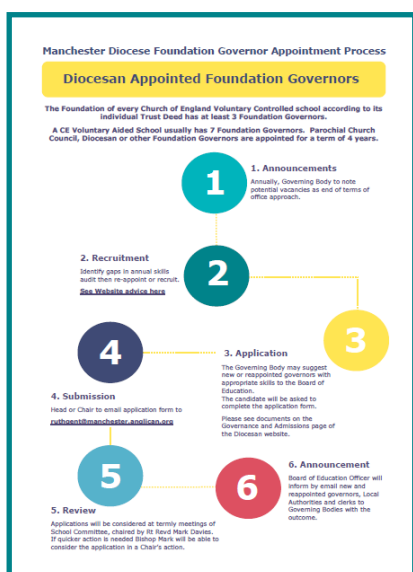 Manchester Diocese Foundation Governor Appointment Process
Diocesan Appointed Foundation Governors
The Foundation of every Church of England Voluntary Controlled school according to its
individual Trust Deed has at least 3 Foundation Governors.
A CE Voluntary Aided School usually has 7 Foundation Governors. Parochial Church
Council, Diocesan or other Foundation Governors are appointed for a term of 4 years.
1
1. Announcements
Annually, Governing Body to note
potential vacancies as end of terms of
office approach.
2. Recruitment
Identify gaps in annual skills
audit then re-appoint or recruit.
See Website advice here
2
3
3. Application
The Governing Body may suggest
new or reappointed governors with
appropriate skills to the Board of
Education.
The candidate will be asked to
complete the application form.
Please see documents on the
Governance and Admissions page of
the Diocesan website.
4
4. Submission
Head or Chair to email application form to
ruthgent@manchester.anglican.org
5
5. Review
Applications will be considered at termly meetings of
School Committee, chaired by Rt Revd Mark Davies.
If quicker action is needed Bishop Mark will be able to
consider the application in a Chair's action.
6
6. Announcement
Board of Education Officer will
inform by email new and
reappointed governors, Local
Authorities and clerks to
Governing Bodies with the
outcome.